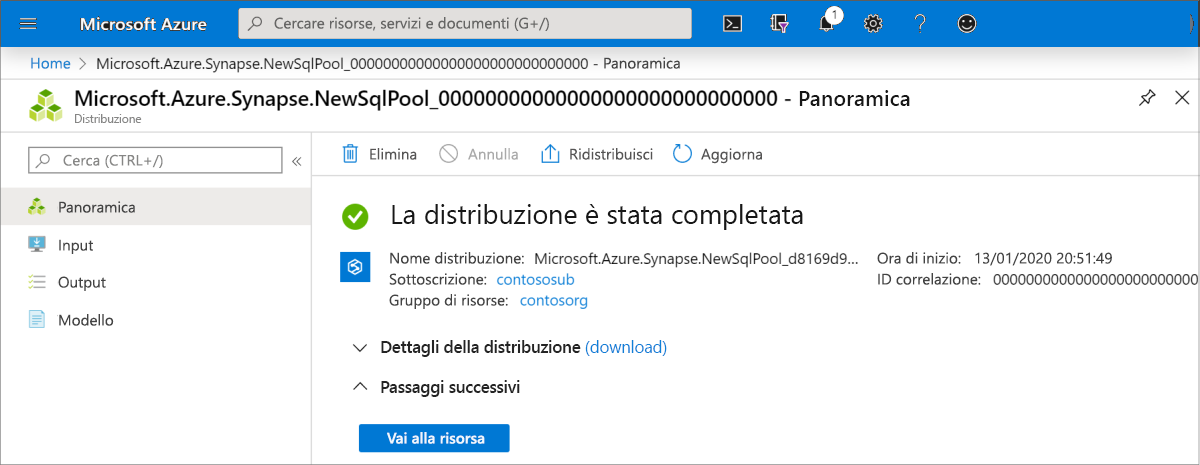 Microsoft Azure
Cercare risorse, servizi e documenti (G+/)
1
Home > Microsoft.Azure.Synapse.NewSqlPool_00000000000000000000000000000 - Panoramica
Microsoft.Azure.Synapse.NewSqlPool_00000000000000000000000000000 - Panoramica
Distribuzione
Cerca (CTRL+/)
«
Elimina
Annulla
Ridistribuisci
Aggiorna
Panoramica
Input
Output
Modello
La distribuzione è stata completata
Nome distribuzione: Microsoft.Azure.Synapse.NewSqlPool_d8169d9...
Sottoscrizione: contososub
Gruppo di risorse: contosorg
Ora di inizio: 13/01/2020 20:51:49
ID correlazione: 0000000000000000000000000
Dettagli della distribuzione (download)
Passaggi successivi
Vai alla risorsa